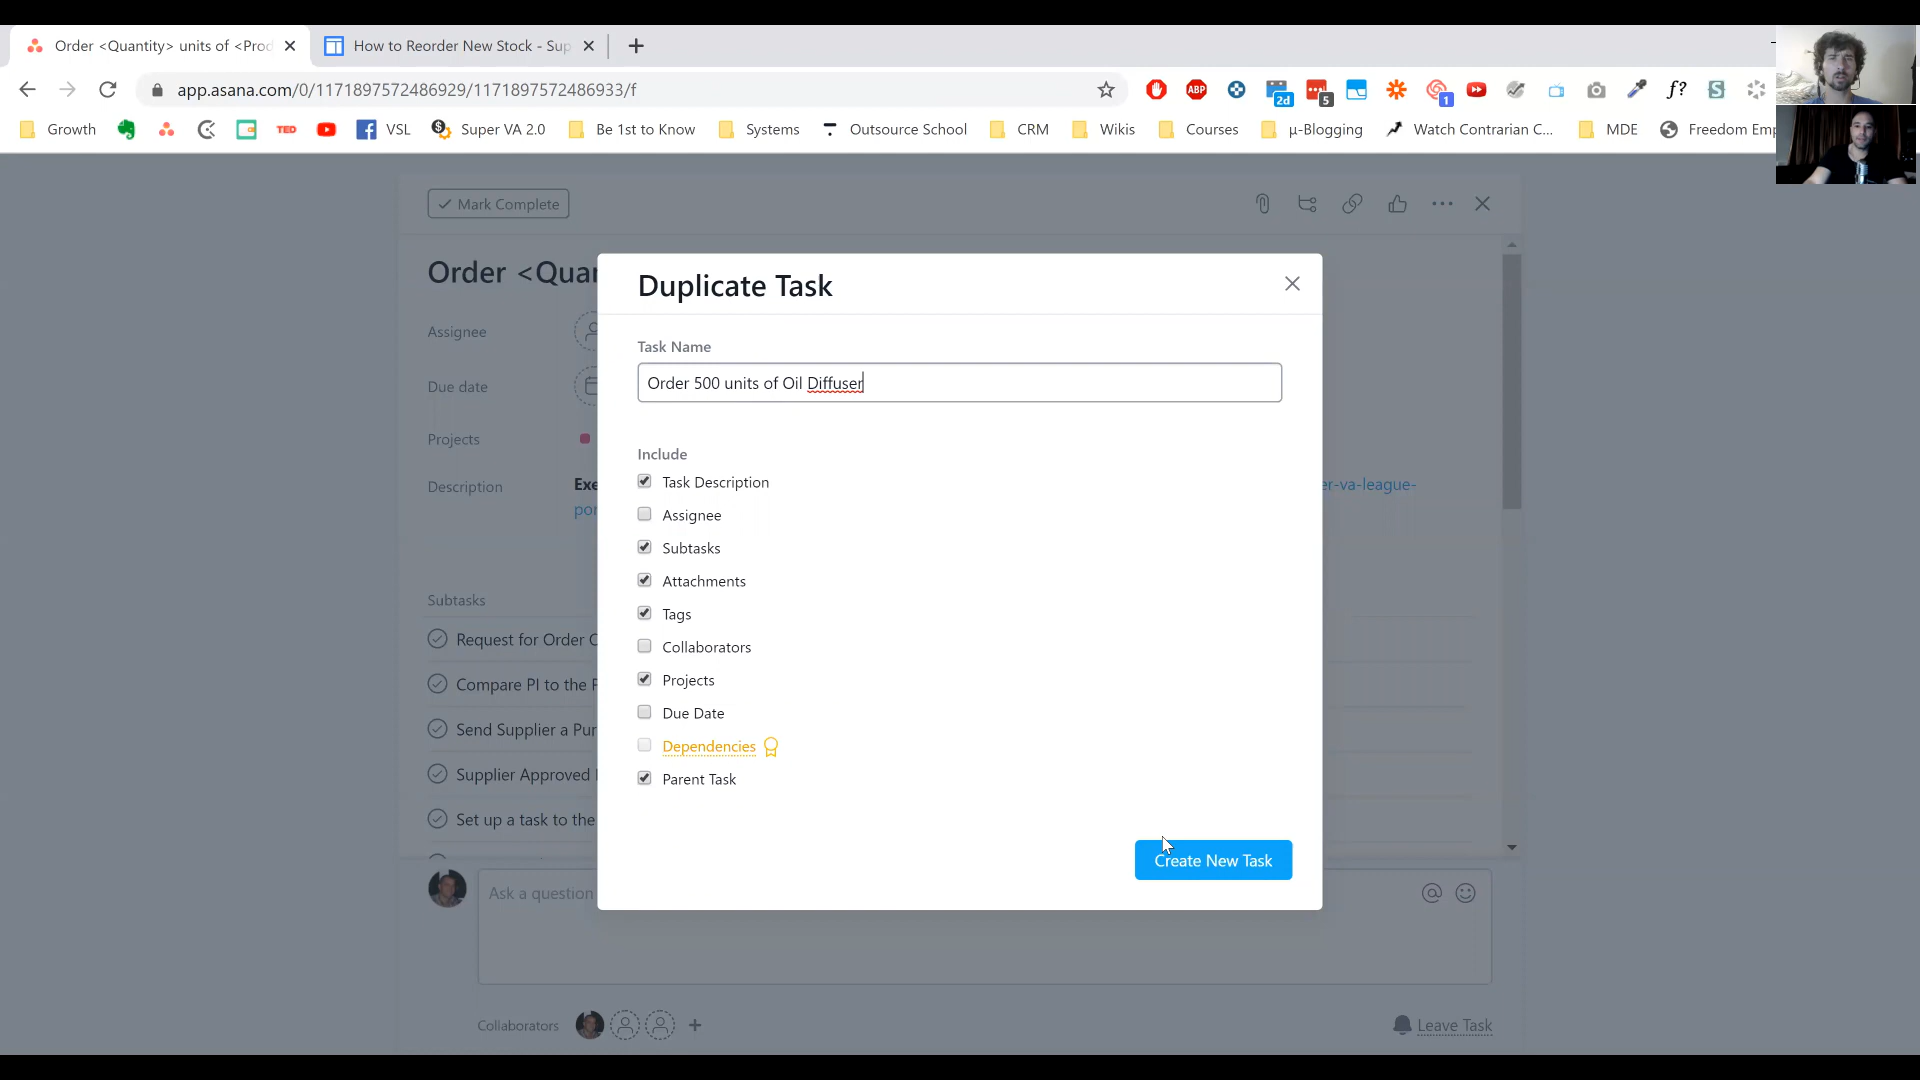 Order <Quantity> units of <Prod
How to Reorder New Stock - Sup
app.asana.com/0/1171897572486929/1171897572486933/f
ABP
2d
5
1
f?
S
Growth
TED
VSL
Super VA 2.0
Be 1st to Know
Systems
Outsource School
CRM
Wikis
Courses
µ-Blogging
Watch Contrarian C...
MDE
Freedom Emp
Mark Complete
Order <Quan
Assignee
Due date
Projects
Description
Exe
er-va-league-
por
Subtasks
Request for Order C
Compare PI to the P
Send Supplier a Pur
Supplier Approved
Set up a task to the
Duplicate Task
Task Name
Order 500 units of Oil Diffuser
Include
Task Description
Assignee
Subtasks
Attachments
Tags
Collaborators
Projects
Due Date
Dependencies
Parent Task
Create New Task
Ask a question
Collaborators
Leave Task